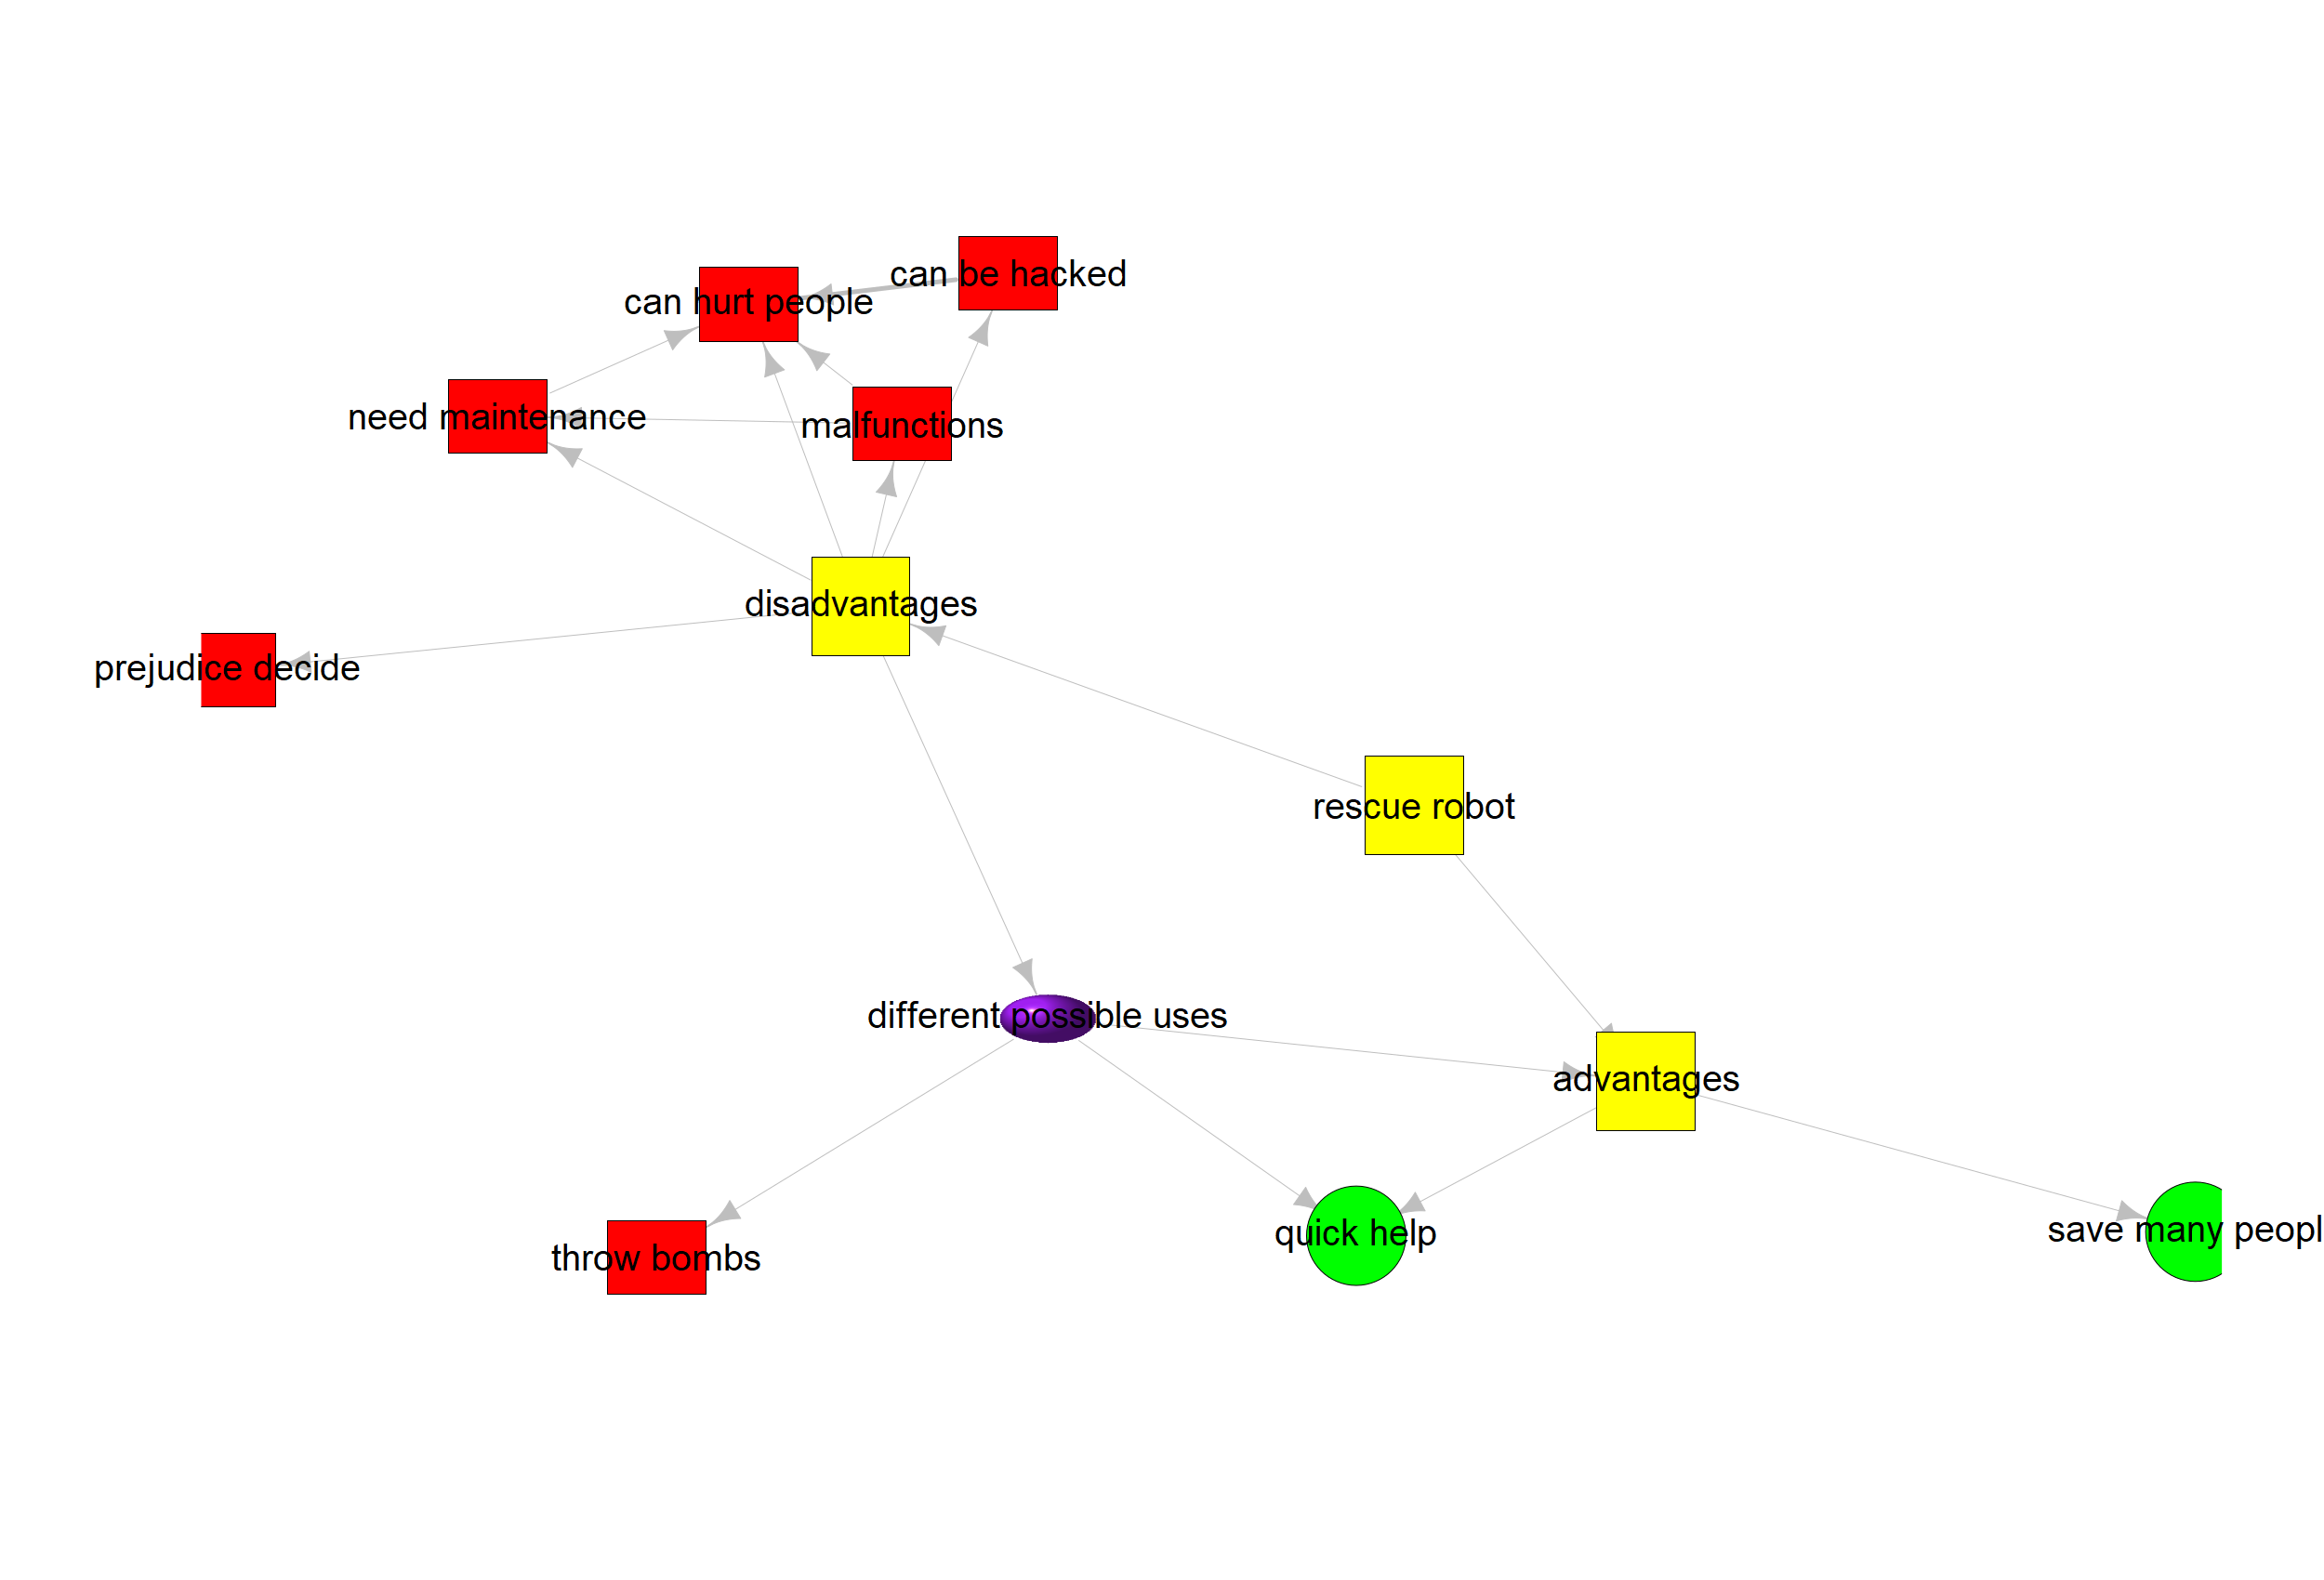 can be hacked
can hurt people
need maintenance
malfunctions
disadvantages
prejudice decide
rescue robot
different possible uses
advantages
save many peopl
quick help
throw bombs